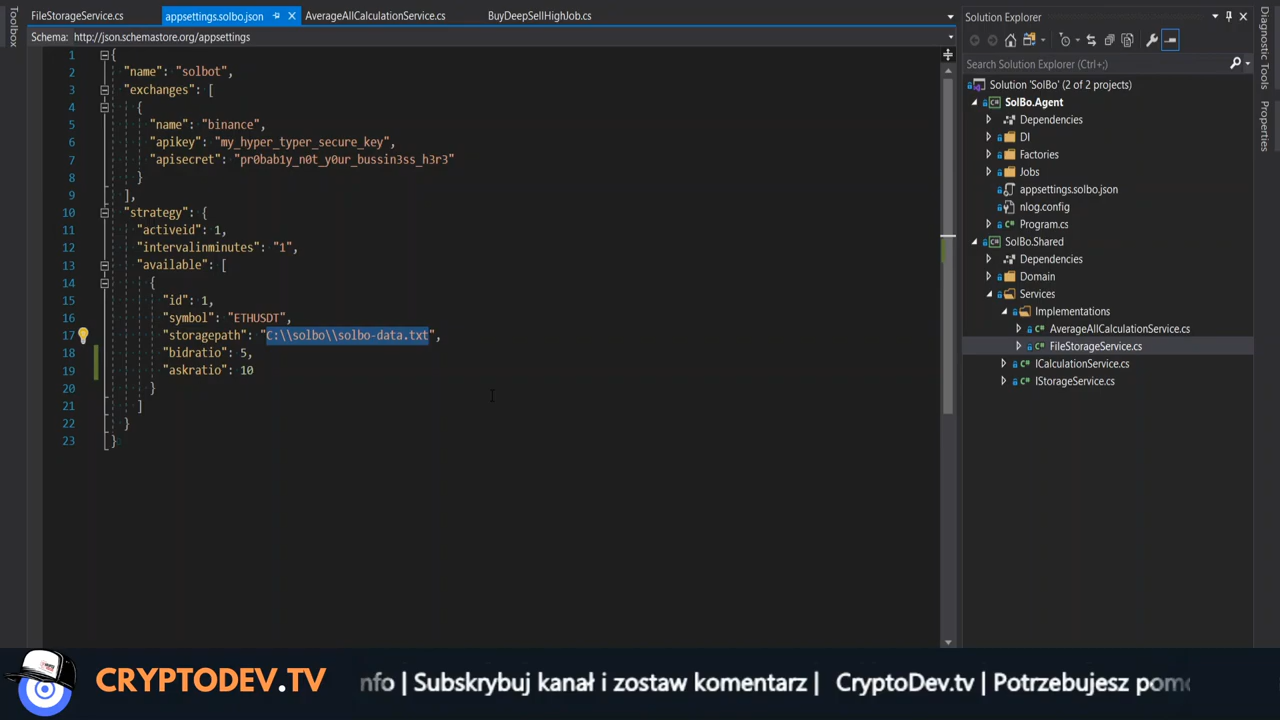 Toolbox
FileStorageService.cs
appsettings.solbo.json
AverageAllCalculationService.cs
BuyDeepSellHighJob.cs
Schema: http://json.schemastore.org/appsettings
1 {
2 "name": "solbot",
3 "exchanges": [
4 {
5 "name": "binance",
6 "apikey": "my_hyper_typer_secure_key",
7 "apisecret": "pr0bab1y_n0t_y0ur_bussin3ss_h3r3"
8 }
9 ],
10 "strategy": {
11 "activeid": 1,
12 "intervalinminutes": "1",
13 "available": [
14 {
15 "id": 1,
16 "symbol": "ETHUSDT",
17 "storagepath": "C:\\solbo\\solbo-data.txt",
18 "bidratio": 5,
19 "askratio": 10
20 }
21 ]
22 }
23 }
Solution Explorer
Search Solution Explorer (Ctrl+;)
Solution 'SolBo' (2 of 2 projects)
SolBo.Agent
Dependencies
DI
Factories
Jobs
appsettings.solbo.json
nlog.config
Program.cs
SolBo.Shared
Dependencies
Domain
Services
Implementations
AverageAllCalculationService.cs
FileStorageService.cs
ICalculationService.cs
IStorageService.cs
Diagnostic Tools
Properties
CRYPTODEV.TV
nfo | Subskrybuj kanał i zostaw komentarz | CryptoDev.tv | Potrzebujesz pomo